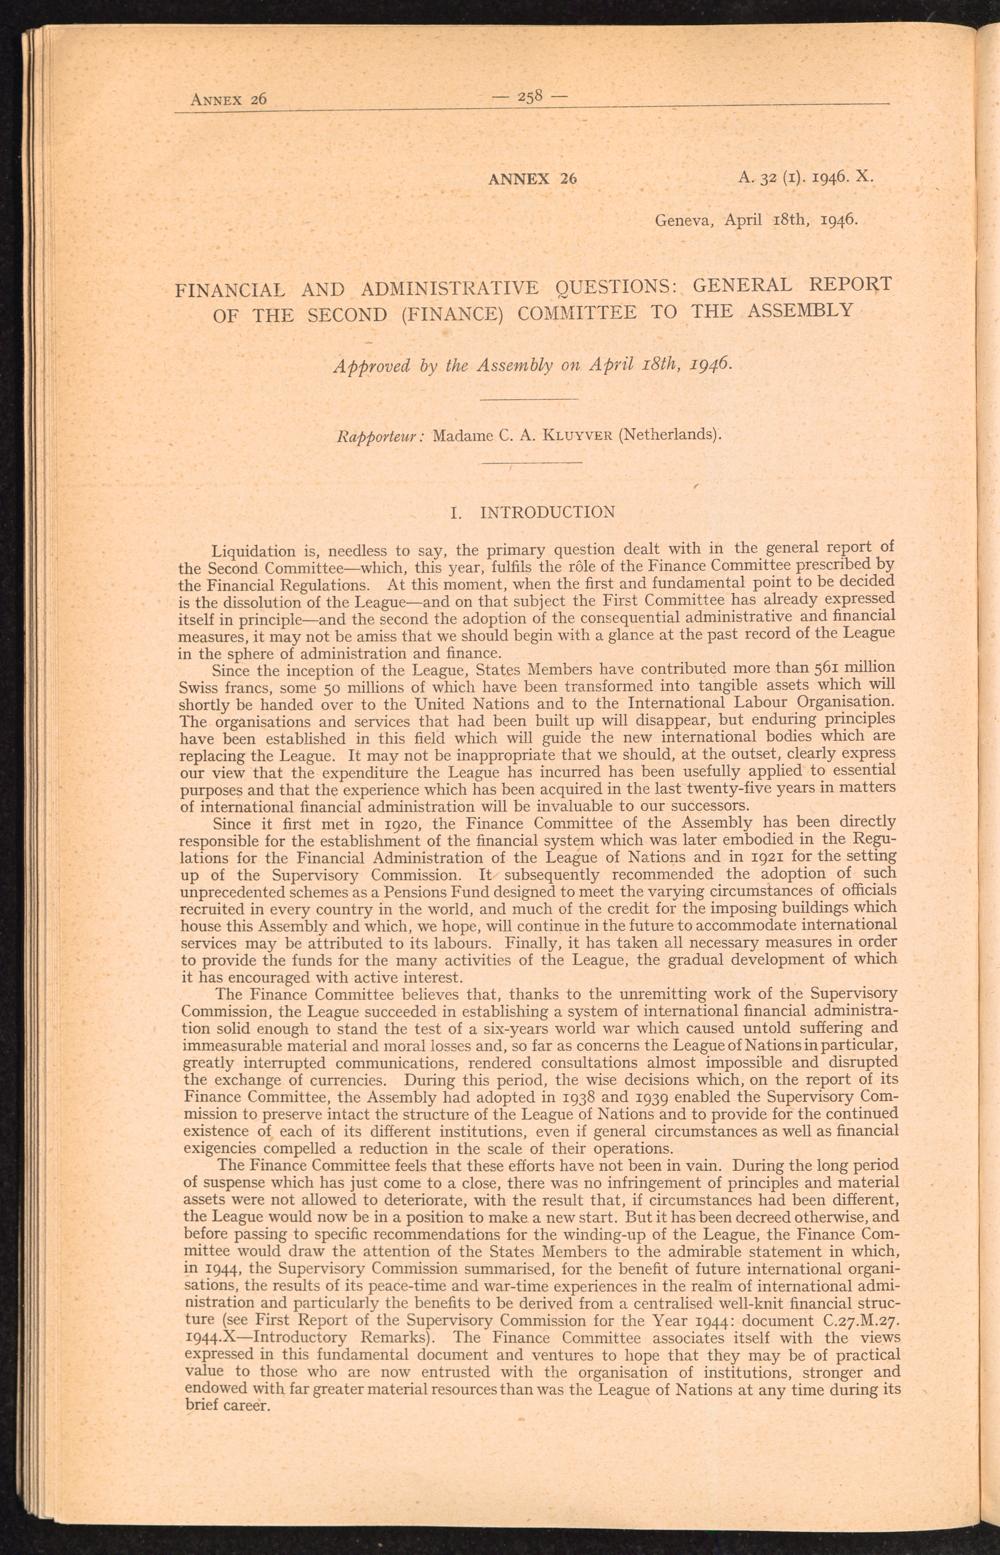 ANNEX 26
— 258 —
ANNEX 26
A. 32 (1). 1946. X.
Geneva, April 18th, 1946.
FINANCIAL AND ADMINISTRATIVE QUESTIONS: GENERAL REPORT
OF THE SECOND (FINANCE) COMMITTEE TO THE ASSEMBLY
Approved by the Assembly on April 18th, 1946.
Rapporteur: Madame C. A. KLUYVER (Netherlands).
I. INTRODUCTION
Liquidation is, needless to say, the primary question dealt with in the general report of
the Second Committee—which, this year, fulfils the rôle of the Finance Committee prescribed by
the Financial Regulations. At this moment, when the first and fundamental point to be decided
is the dissolution of the League—and on that subject the First Committee has already expressed
itself in principle—and the second the adoption of the consequential administrative and financial
measures, it may not be amiss that we should begin with a glance at the past record of the League
in the sphere of administration and finance.
Since the inception of the League, States Members have contributed more than 561 million
Swiss francs, some 50 millions of which have been transformed into tangible assets which will
shortly be handed over to the United Nations and to the International Labour Organisation.
The organisations and services that had been built up will disappear, but enduring principles
have been established in this field which will guide the new international bodies which are
replacing the League. It may not be inappropriate that we should, at the outset, clearly express
our view that the expenditure the League has incurred has been usefully applied to essential
purposes and that the experience which has been acquired in the last twenty-five years in matters
of international financial administration will be invaluable to our successors.
Since it first met in 1920, the Finance Committee of the Assembly has been directly
responsible for the establishment of the financial system which was later embodied in the Regu-
lations for the Financial Administration of the League of Nations and in 1921 for the setting
up of the Supervisory Commission. It subsequently recommended the adoption of such
unprecedented schemes as a Pensions Fund designed to meet the varying circumstances of officials
recruited in every country in the world, and much of the credit for the imposing buildings which
house this Assembly and which, we hope, will continue in the future to accommodate international
services may be attributed to its labours. Finally, it has taken all necessary measures in order
to provide the funds for the many activities of the League, the gradual development of which
it has encouraged with active interest.
The Finance Committee believes that, thanks to the unremitting work of the Supervisory
Commission, the League succeeded in establishing a system of international financial administra-
tion solid enough to stand the test of a six-years world war which caused untold suffering and
immeasurable material and moral losses and, so far as concerns the League of Nations in particular,
greatly interrupted communications, rendered consultations almost impossible and disrupted
the exchange of currencies. During this period, the wise decisions which, on the report of its
Finance Committee, the Assembly had adopted in 1938 and 1939 enabled the Supervisory Com-
mission to preserve intact the structure of the League of Nations and to provide for the continued
existence of each of its different institutions, even if general circumstances as well as financial
exigencies compelled a reduction in the scale of their operations.
The Finance Committee feels that these efforts have not been in vain. During the long period
of suspense which has just come to a close, there was no infringement of principles and material
assets were not allowed to deteriorate, with the result that, if circumstances had been different,
the League would now be in a position to make a new start. But it has been decreed otherwise, and
before passing to specific recommendations for the winding-up of the League, the Finance Com-
mittee would draw the attention of the States Members to the admirable statement in which,
in 1944, the Supervisory Commission summarised, for the benefit of future international organi-
sations, the results of its peace-time and war-time experiences in the realm of international admi-
nistration and particularly the benefits to be derived from a centralised well-knit financial struc-
ture (see First Report of the Supervisory Commission for the Year 1944: document C.27.M.27.
1944.X—Introductory Remarks). The Finance Committee associates itself with the views
expressed in this fundamental document and ventures to hope that they may be of practical
value to those who are now entrusted with the organisation of institutions, stronger and
endowed with far greater material resources than was the League of Nations at any time during its
brief career.